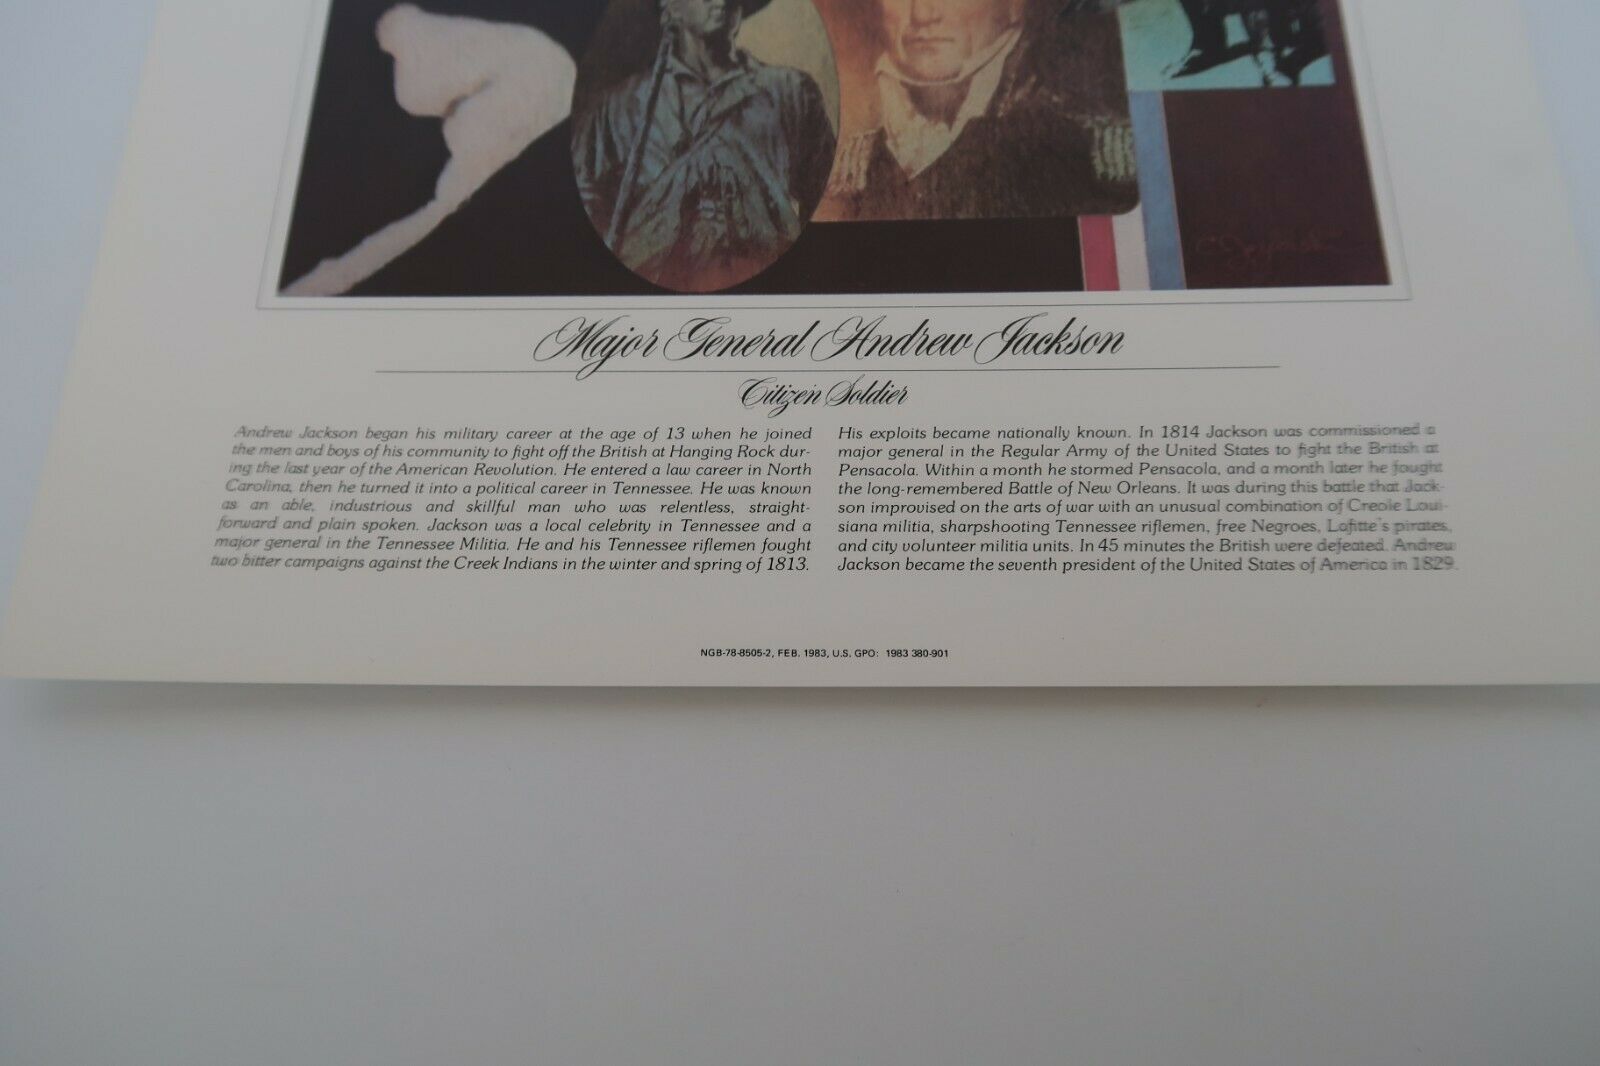 Major General Andrew Jackson
Citizen Soldier
Andrew Jackson began his military career at the age of 13 when he joined
the men and boys of his community to fight off the British at Hanging Rock dur-
ing the last year of the American Revolution. He entered a law career in North
Carolina, then he turned it into a political career in Tennessee. He was known
as an able, industrious and skillful man who was relentless, straight-
forward and plain spoken. Jackson was a local celebrity in Tennessee and a
major general in the Tennessee Militia. He and his Tennessee riflemen fought
two bitter campaigns against the Creek Indians in the winter and spring of 1813.
His exploits became nationally known. In 1814 Jackson was commissioned a
major general in the Regular Army of the United States to fight the British at
Pensacola. Within a month he stormed Pensacola, and a month later he fought
the long-remembered Battle of New Orleans. It was during this battle that Jack-
son improvised on the arts of war with an unusual combination of Creole Loui-
siana militia, sharpshooting Tennessee riflemen, free Negroes, Lafitte's pirates,
and city volunteer militia units. In 45 minutes the British were defeated. Andrew
Jackson became the seventh president of the United States of America in 1829.
NGB-78-8505-2, FEB. 1983, U.S. GPO: 1983 380-901